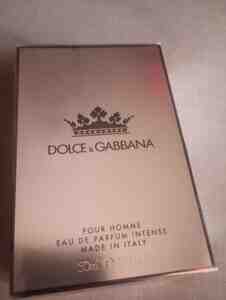 DOLCE & GABBANA
POUR HOMME
EAU DE PARFUM INTENSE
MADE IN ITALY